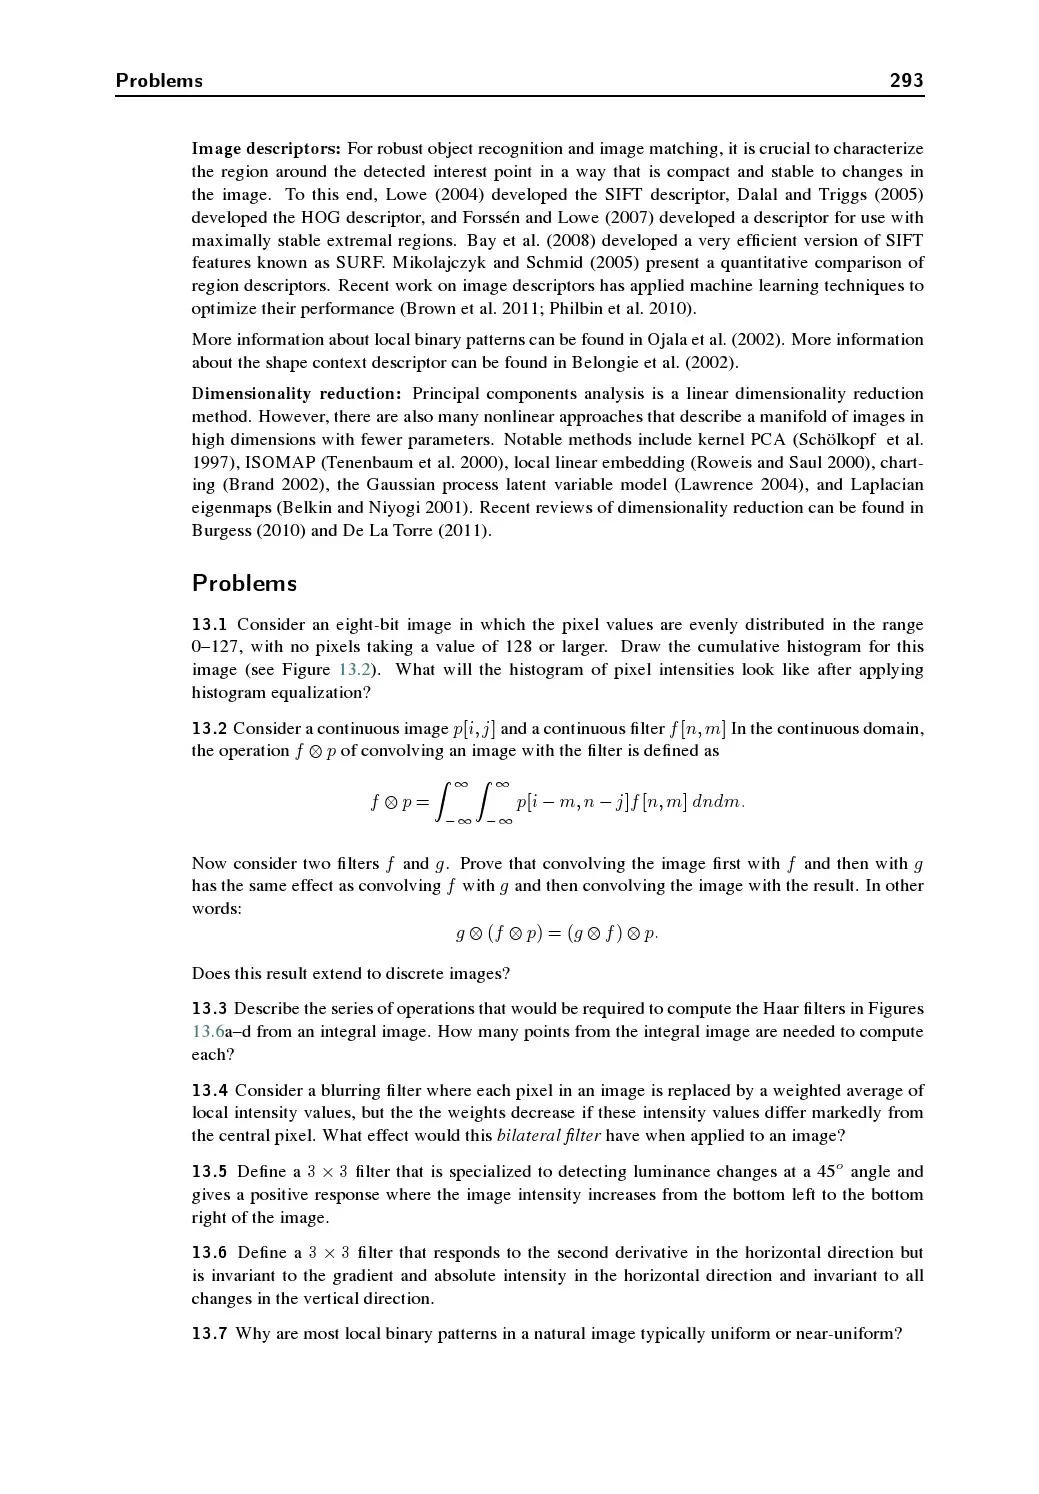 Problems 293
Image descriptors: For robust object recognition and image matching, it is crucial to characterize
the region around the detected interest point in a way that is compact and stable to changes in
the image. To this end, Lowe (2004) developed the SIFT descriptor, Dalal and Triggs (2005)
developed the HOG descriptor, and Forssén and Lowe (2007) developed a descriptor for use with
maximally stable extremal regions. Bay et al. (2008) developed a very efficient version of SIFT
features known as SURF. Mikolajczyk and Schmid (2005) present a quantitative comparison of
region descriptors. Recent work on image descriptors has applied machine learning techniques to
optimize their performance (Brown et al. 2011; Philbin et al. 2010).
More information about local binary patterns can be found in Ojala et al. (2002). More information
about the shape context descriptor can be found in Belongie et al. (2002).
Dimensionality reduction: Principal components analysis is a linear dimensionality reduction
method. However, there are also many nonlinear approaches that describe a manifold of images in
high dimensions with fewer parameters. Notable methods include kernel PCA (Schölkopf et al.
1997), ISOMAP (Tenenbaum et al. 2000), local linear embedding (Roweis and Saul 2000), chart-
ing (Brand 2002), the Gaussian process latent variable model (Lawrence 2004), and Laplacian
eigenmaps (Belkin and Niyogi 2001). Recent reviews of dimensionality reduction can be found in
Burgess (2010) and De La Torre (2011).
Problems
13.1 Consider an eight-bit image in which the pixel values are evenly distributed in the range
0–127, with no pixels taking a value of 128 or larger. Draw the cumulative histogram for this
image (see Figure 13.2). What will the histogram of pixel intensities look like after applying
histogram equalization?
13.2 Consider a continuous image p[i, j] and a continuous filter f[n, m] In the continuous domain,
the operation f ⊗ p of convolving an image with the filter is defined as
f ⊗ p = ∫_{−∞}^{∞} ∫_{−∞}^{∞} p[i − m, n − j]f[n, m] dndm.
Now consider two filters f and g. Prove that convolving the image first with f and then with g
has the same effect as convolving f with g and then convolving the image with the result. In other
words:
g ⊗ (f ⊗ p) = (g ⊗ f) ⊗ p.
Does this result extend to discrete images?
13.3 Describe the series of operations that would be required to compute the Haar filters in Figures
13.6a–d from an integral image. How many points from the integral image are needed to compute
each?
13.4 Consider a blurring filter where each pixel in an image is replaced by a weighted average of
local intensity values, but the the weights decrease if these intensity values differ markedly from
the central pixel. What effect would this bilateral filter have when applied to an image?
13.5 Define a 3 × 3 filter that is specialized to detecting luminance changes at a 45° angle and
gives a positive response where the image intensity increases from the bottom left to the bottom
right of the image.
13.6 Define a 3 × 3 filter that responds to the second derivative in the horizontal direction but
is invariant to the gradient and absolute intensity in the horizontal direction and invariant to all
changes in the vertical direction.
13.7 Why are most local binary patterns in a natural image typically uniform or near-uniform?